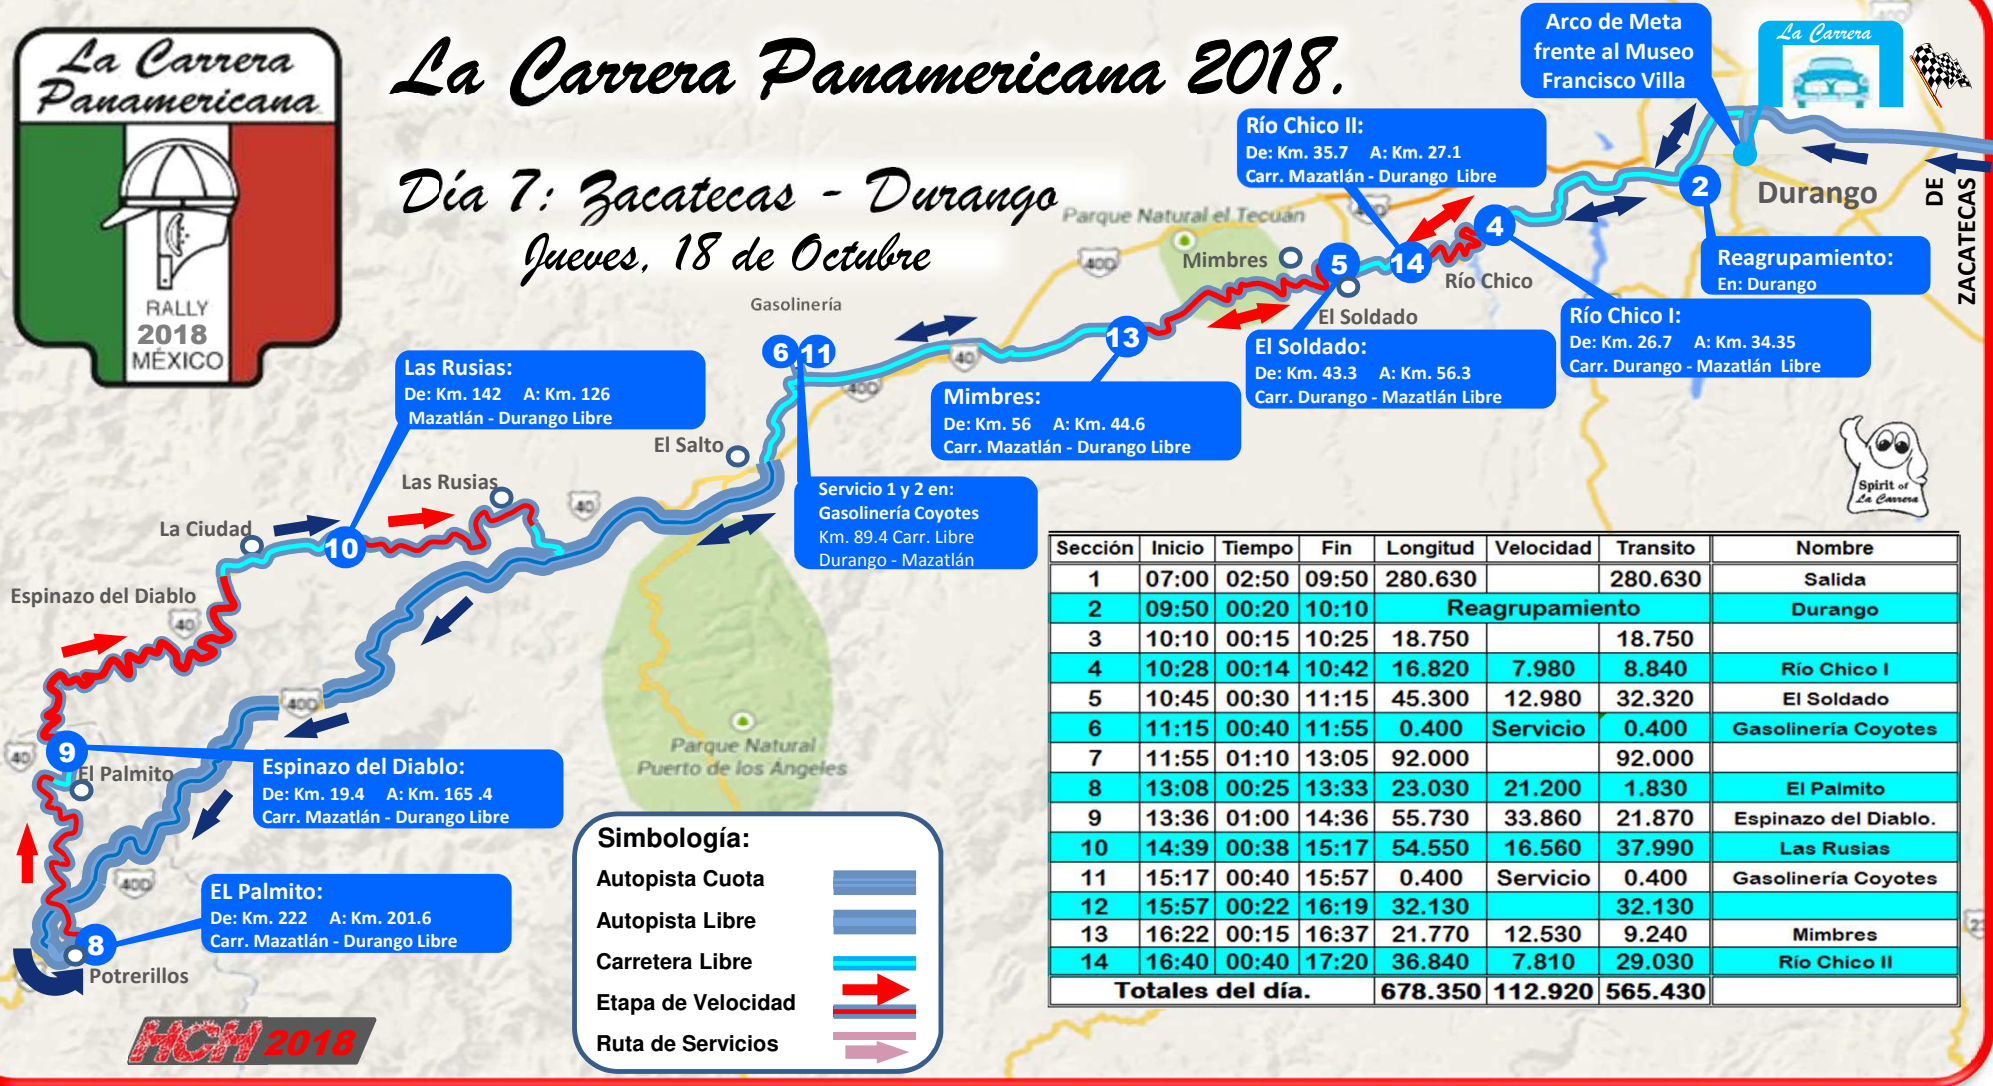 La Carrera
Panamericana
RALLY
2018
MÉXICO
La Carrera Panamericana 2018.
Día 7: Zacatecas - Durango
Jueves, 18 de Octubre
Arco de Meta
frente al Museo
Francisco Villa
La Carrera
Río Chico II:
De: Km. 35.7 A: Km. 27.1
Carr. Mazatlán - Durango Libre
2
Durango
DE
ZACATECAS
Reagrupamiento:
En: Durango
Parque Natural el Tecuán
40D
Mimbres
5
14
4
Río Chico
El Soldado
Río Chico I:
De: Km. 26.7 A: Km. 34.35
Carr. Durango - Mazatlán Libre
El Soldado:
De: Km. 43.3 A: Km. 56.3
Carr. Durango - Mazatlán Libre
Gasolinería
6
11
13
40
40D
Mimbres:
De: Km. 56 A: Km. 44.6
Carr. Mazatlán - Durango Libre
Las Rusias:
De: Km. 142 A: Km. 126
Mazatlán - Durango Libre
El Salto
Servicio 1 y 2 en:
Gasolinería Coyotes
Km. 89.4 Carr. Libre
Durango - Mazatlán
Spirit of
La Carrera
Las Rusias
40
La Ciudad
10
Espinazo del Diablo
40
40D
40
9
El Palmito
Espinazo del Diablo:
De: Km. 19.4 A: Km. 165 .4
Carr. Mazatlán - Durango Libre
Parque Natural
Puerto de los Angeles
40D
EL Palmito:
De: Km. 222 A: Km. 201.6
Carr. Mazatlán - Durango Libre
8
Potrerillos
HCH 2018
Simbología:
Autopista Cuota
Autopista Libre
Carretera Libre
Etapa de Velocidad
Ruta de Servicios
Sección Inicio Tiempo Fin Longitud Velocidad Transito Nombre
1 07:00 02:50 09:50 280.630 280.630 Salida
2 09:50 00:20 10:10 Reagrupamiento Durango
3 10:10 00:15 10:25 18.750 18.750
4 10:28 00:14 10:42 16.820 7.980 8.840 Río Chico I
5 10:45 00:30 11:15 45.300 12.980 32.320 El Soldado
6 11:15 00:40 11:55 0.400 Servicio 0.400 Gasolinería Coyotes
7 11:55 01:10 13:05 92.000 92.000
8 13:08 00:25 13:33 23.030 21.200 1.830 El Palmito
9 13:36 01:00 14:36 55.730 33.860 21.870 Espinazo del Diablo.
10 14:39 00:38 15:17 54.550 16.560 37.990 Las Rusias
11 15:17 00:40 15:57 0.400 Servicio 0.400 Gasolinería Coyotes
12 15:57 00:22 16:19 32.130 32.130
13 16:22 00:15 16:37 21.770 12.530 9.240 Mimbres
14 16:40 00:40 17:20 36.840 7.810 29.030 Río Chico II
Totales del día. 678.350 112.920 565.430